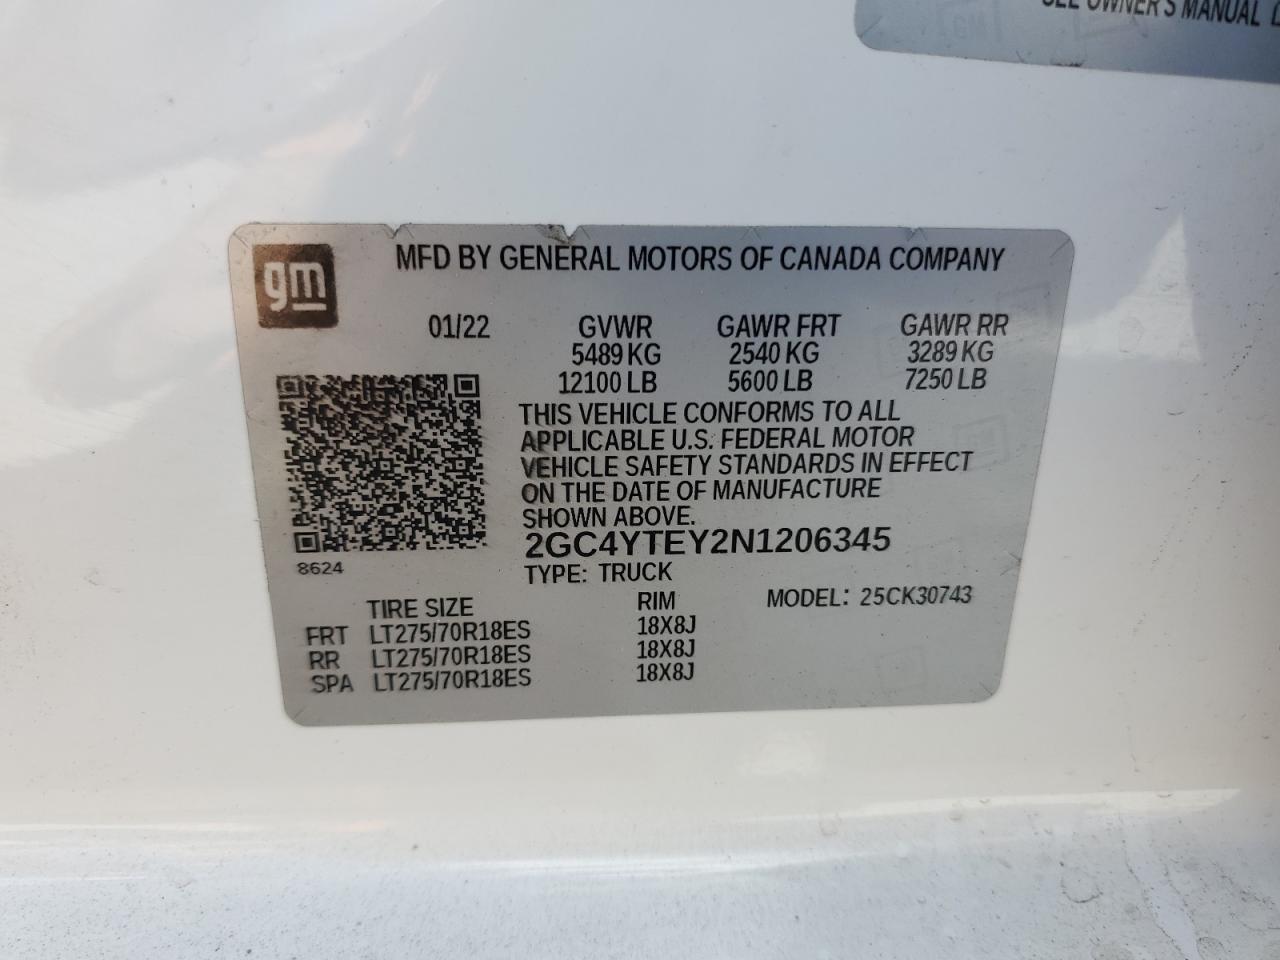 SEE OWNER'S MANUAL
gm
MFD BY GENERAL MOTORS OF CANADA COMPANY
01/22 GVWR GAWR FRT GAWR RR
5489 KG 2540 KG 3289 KG
12100 LB 5600 LB 7250 LB
THIS VEHICLE CONFORMS TO ALL
APPLICABLE U.S. FEDERAL MOTOR
VEHICLE SAFETY STANDARDS IN EFFECT
ON THE DATE OF MANUFACTURE
SHOWN ABOVE.
2GC4YTEY2N1206345
8624
TYPE: TRUCK
TIRE SIZE RIM MODEL: 25CK30743
FRT LT275/70R18ES 18X8J
RR LT275/70R18ES 18X8J
SPA LT275/70R18ES 18X8J